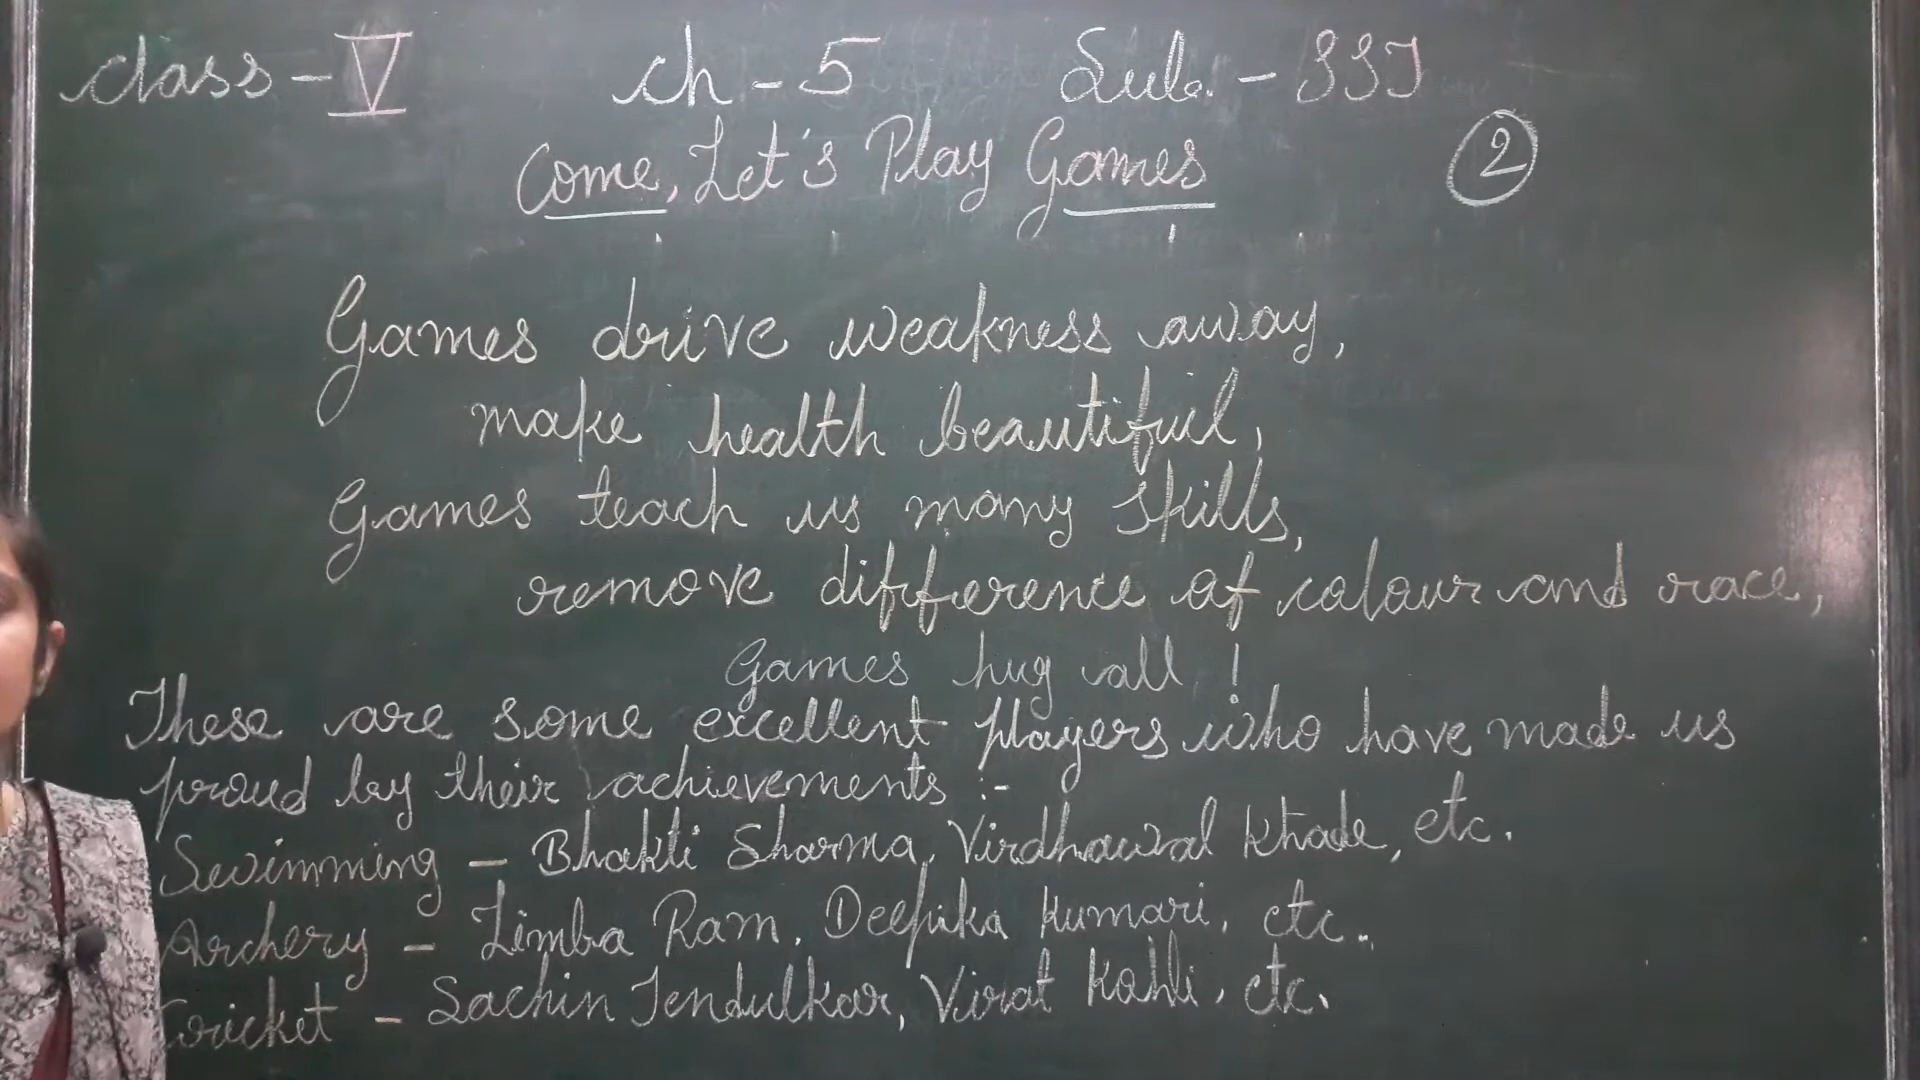 class - V ch - 5 Sub. - SST
Come, Let's Play Games 2
Games drive weakness away,
make health beautiful,
Games teach us many skills,
remove difference of colour and race,
Games hug all !
These are some excellent players who have made us
proud by their achievements :-
Swimming - Bhakti Sharma, Virdhawal Khade, etc.
Archery - Limba Ram, Deepika Kumari, etc..
Cricket - Sachin Tendulkar, Virat Kohli, etc.